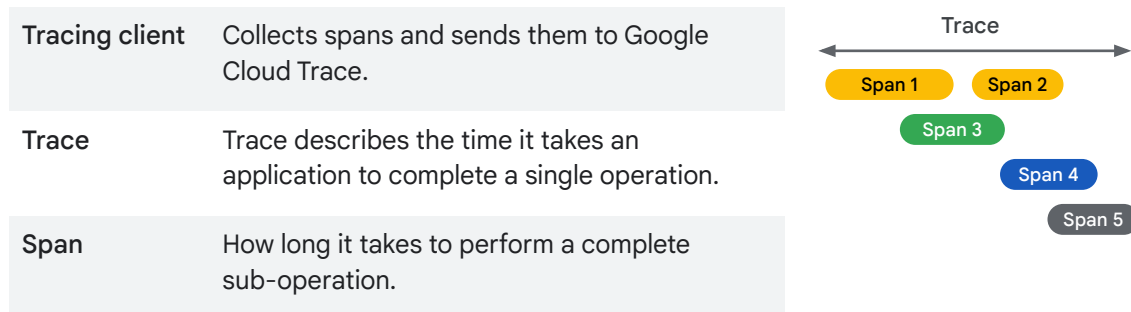 Tracing client
Collects spans and sends them to Google
Cloud Trace.
Trace
Trace describes the time it takes an
application to complete a single operation.
Span
How long it takes to perform a complete
sub-operation.
Trace
Span 1
Span 2
Span 3
Span 4
Span 5